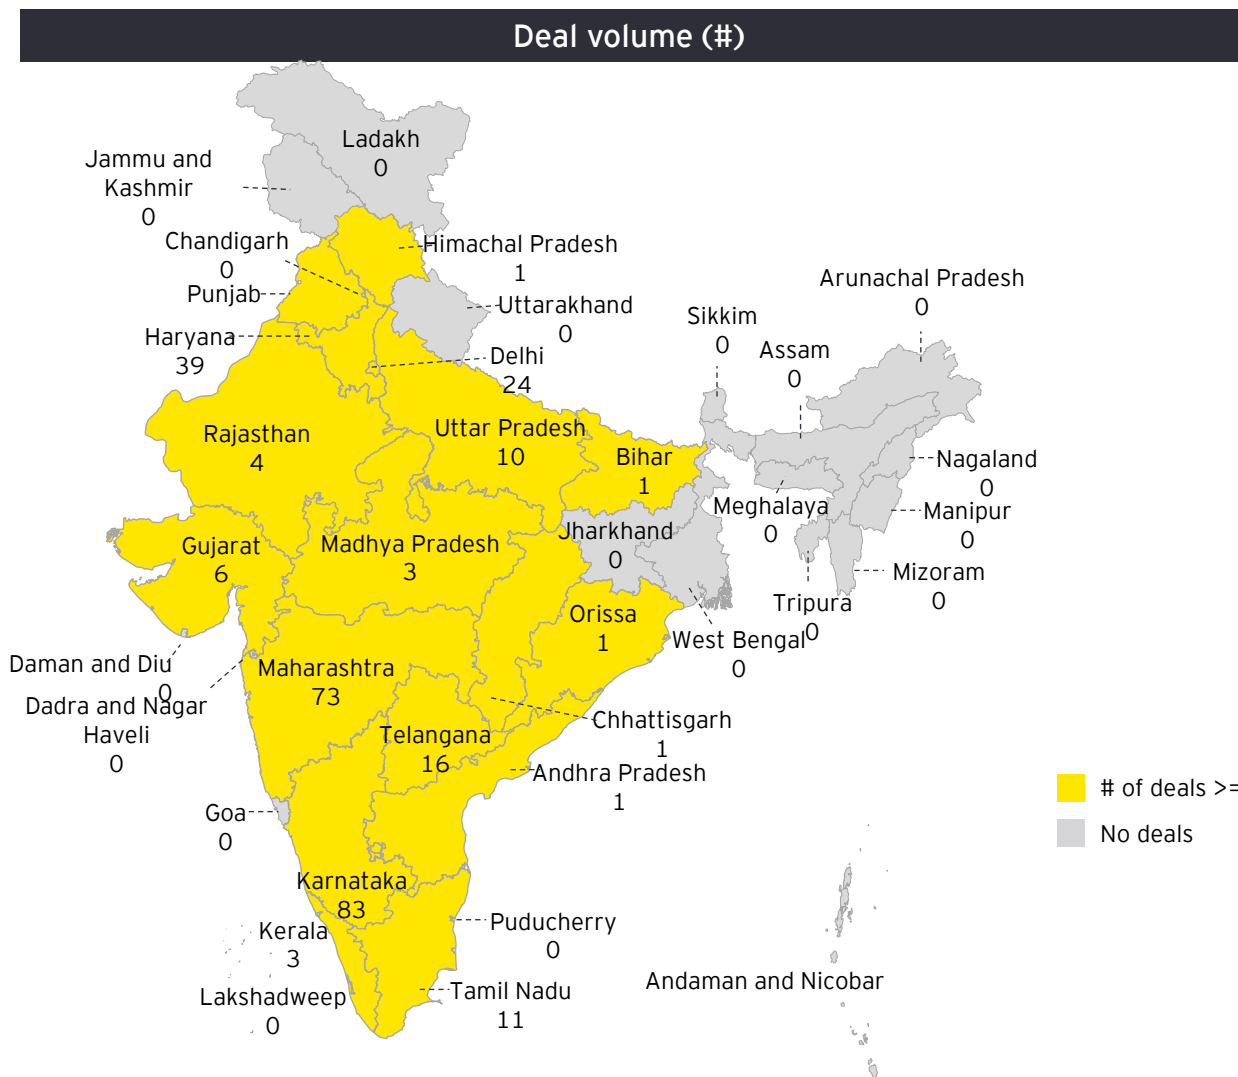 Deal volume (#)
Ladakh
0
Jammu and
Kashmir
0
Chandigarh
0
Himachal Pradesh
1
Punjab
Uttarakhand
0
Haryana
39
Delhi
24
Arunachal Pradesh
0
Sikkim
0
Assam
0
Rajasthan
4
Uttar Pradesh
10
Bihar
1
Nagaland
0
Meghalaya
0
Manipur
0
Gujarat
6
Madhya Pradesh
3
Jharkhand
0
Mizoram
0
Tripura
0
Orissa
1
West Bengal
0
Daman and Diu
0
Maharashtra
73
Dadra and Nagar
Haveli
0
Chhattisgarh
1
Telangana
16
Andhra Pradesh
1
# of deals >=
No deals
Goa
0
Karnataka
83
Puducherry
0
Kerala
3
Andaman and Nicobar
Lakshadweep
0
Tamil Nadu
11